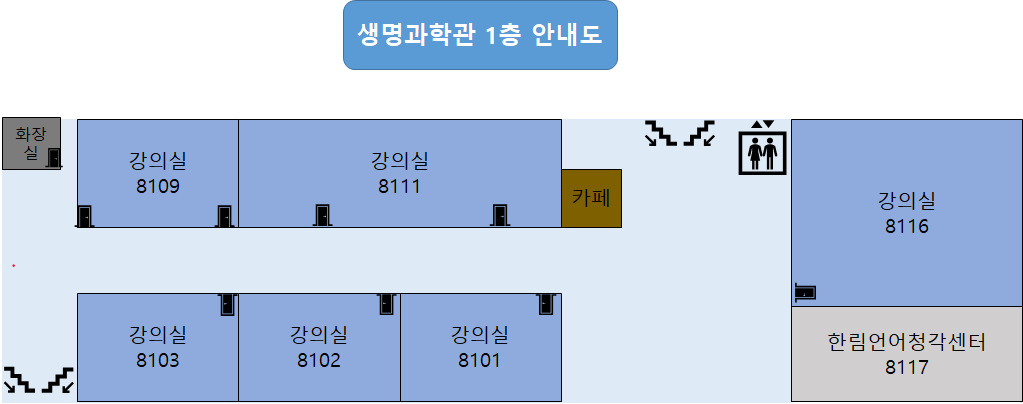 생명과학관 1층 안내도
화장
실
강의실
8109
강의실
8111
카페
강의실
8116
강의실
8103
강의실
8102
강의실
8101
한림언어청각센터
8117